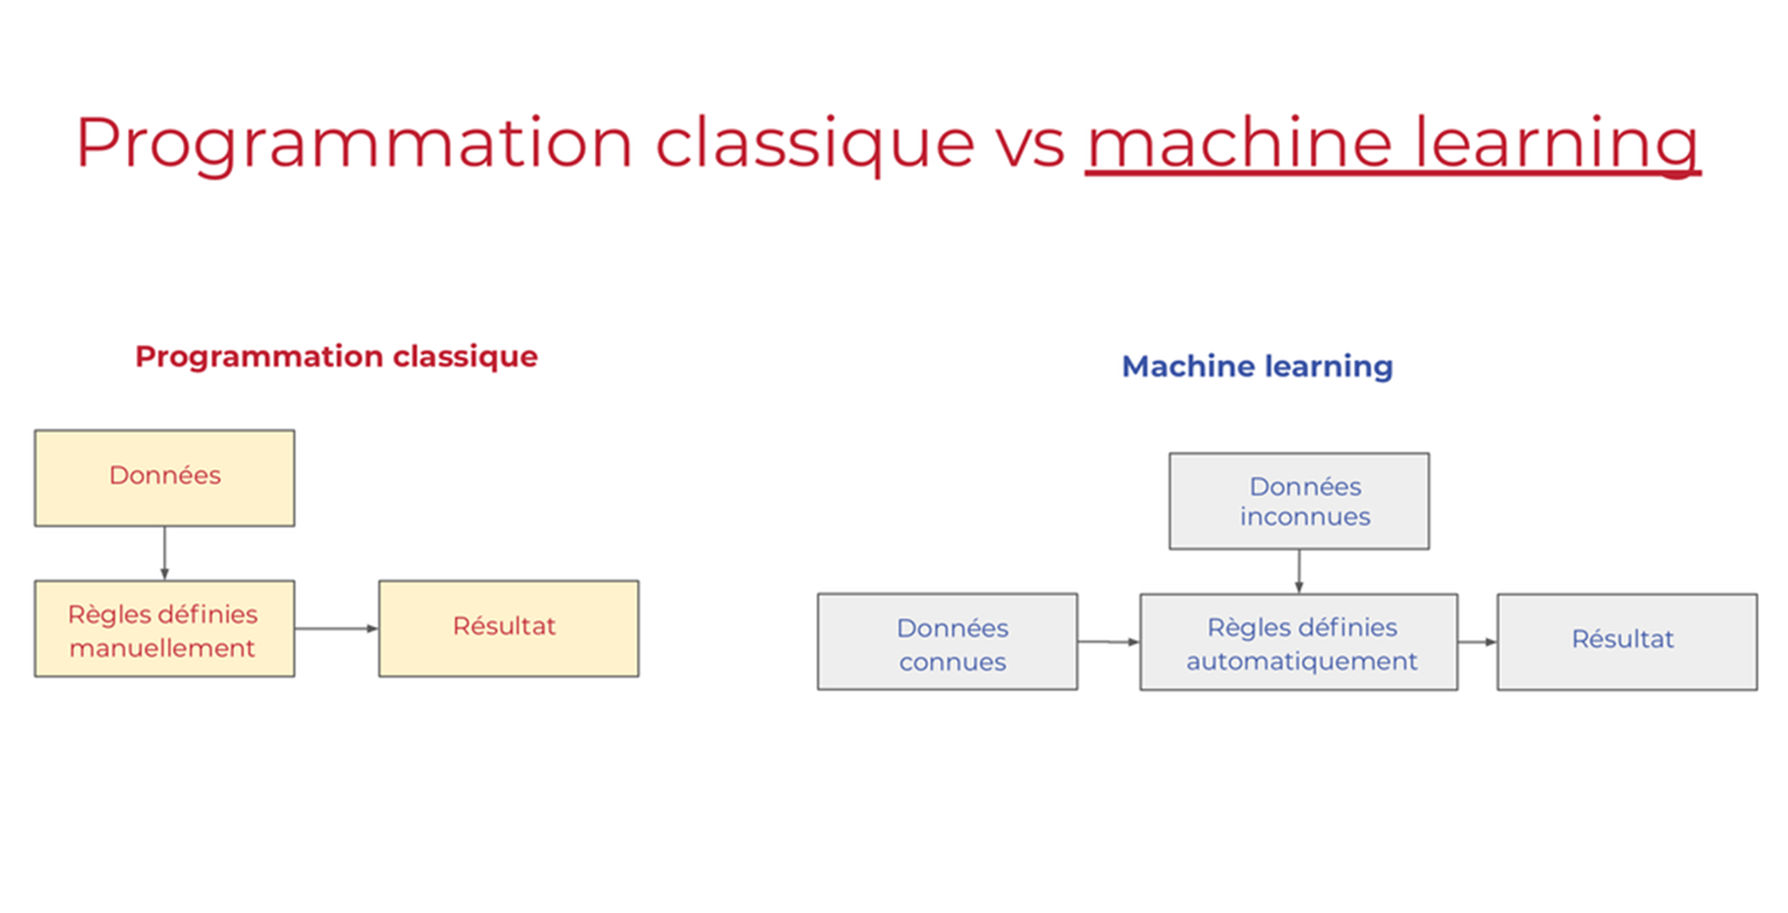 Programmation classique vs machine learning
Programmation classique
Données
Règles définies
manuellement
Résultat
Machine learning
Données
inconnues
Données
connues
Règles définies
automatiquement
Résultat